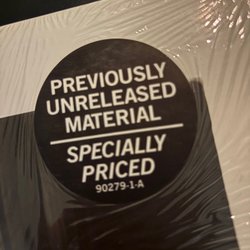 PREVIOUSLY
UNRELEASED
MATERIAL
SPECIALLY
PRICED
90279-1-A